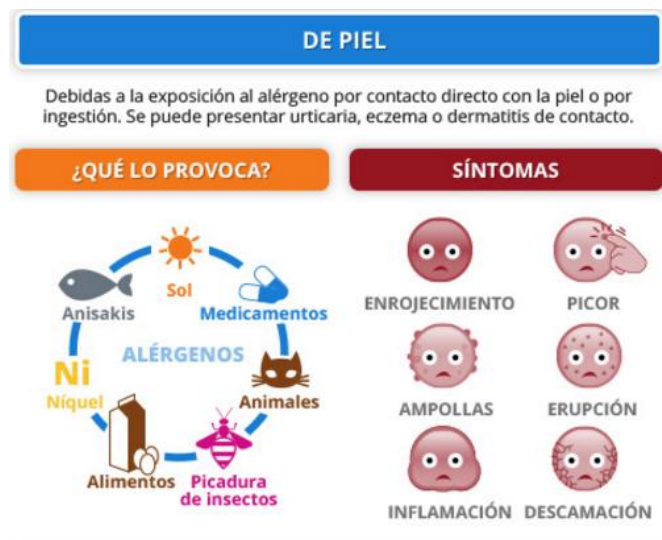 DE PIEL
Debidas a la exposición al alérgeno por contacto directo con la piel o por
ingestión. Se puede presentar urticaria, eczema o dermatitis de contacto.
¿QUÉ LO PROVOCA?
Sol
Anisakis
Medicamentos
ALÉRGENOS
Ni
Níquel
Animales
Alimentos
Picadura
de insectos
SÍNTOMAS
ENROJECIMIENTO
PICOR
AMPOLLAS
ERUPCIÓN
INFLAMACIÓN
DESCAMACIÓN